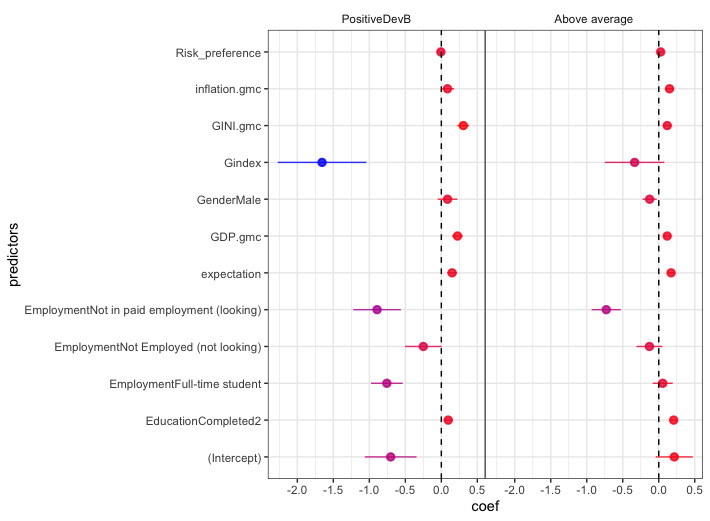 PositiveDevB Above average
Risk_preference
inflation.gmc
GINI.gmc
Gindex
GenderMale
GDP.gmc
expectation
EmploymentNot in paid employment (looking)
EmploymentNot Employed (not looking)
EmploymentFull-time student
EducationCompleted2
(Intercept)
predictors
-2.0 -1.5 -1.0 -0.5 0.0 0.5 -2.0 -1.5 -1.0 -0.5 0.0 0.5
coef